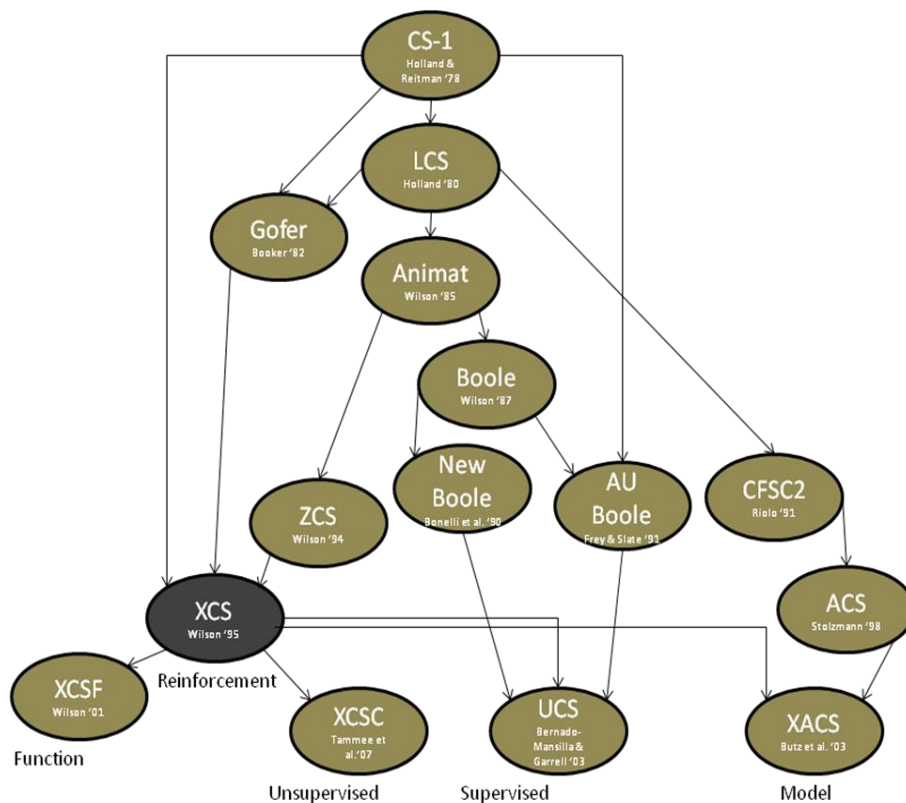 CS-1
Holland &
Reitman '78
LCS
Holland '80
Gofer
Booker '82
Animat
Wilson '85
Boole
Wilson '87
New
Boole
Bonelli et al. '90
AU
Boole
Frey & Slate '91
CFSC2
Riolo '91
ZCS
Wilson '94
XCS
Wilson '95
Reinforcement
ACS
Stolzmann '98
XCSF
Wilson '01
Function
XCSC
Tammee et
al.'07
Unsupervised
UCS
Bernado-
Mansilla &
Garrell '03
Supervised
XACS
Butz et al. '03
Model